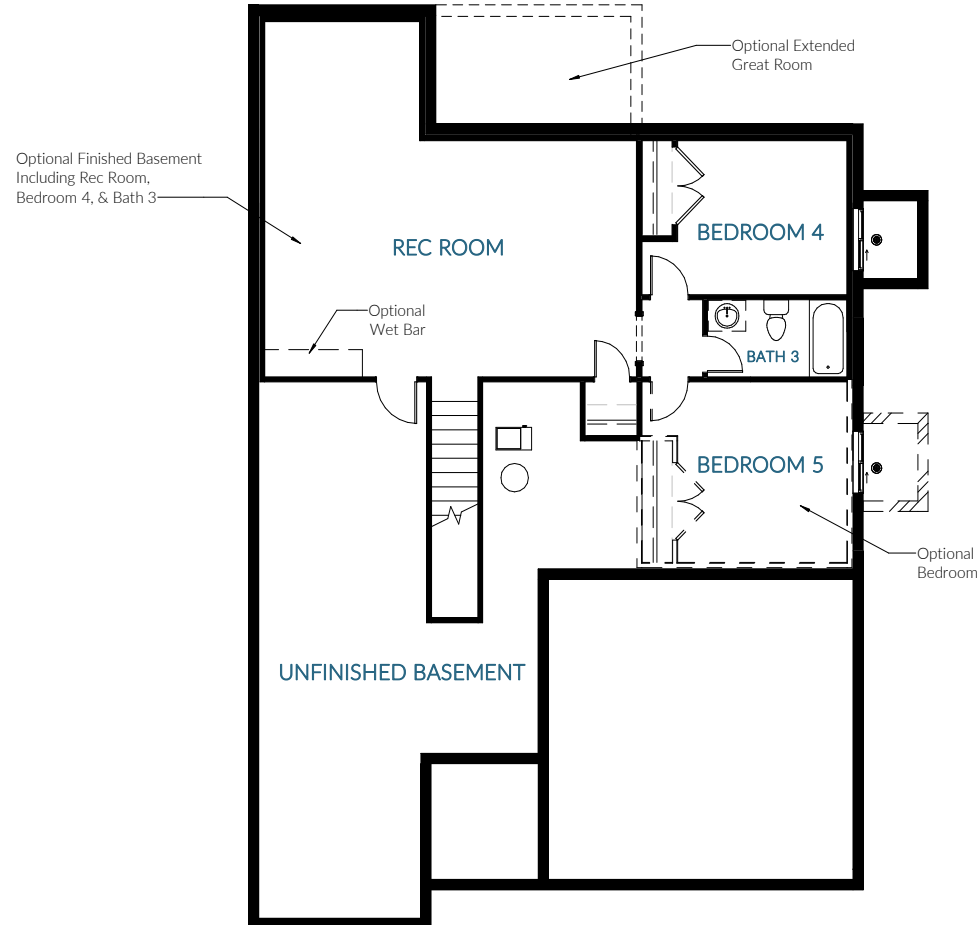 Optional Extended
Great Room
Optional Finished Basement
Including Rec Room,
Bedroom 4, & Bath 3
BEDROOM 4
REC ROOM
Optional
Wet Bar
BATH 3
BEDROOM 5
Optional
Bedroom
UNFINISHED BASEMENT